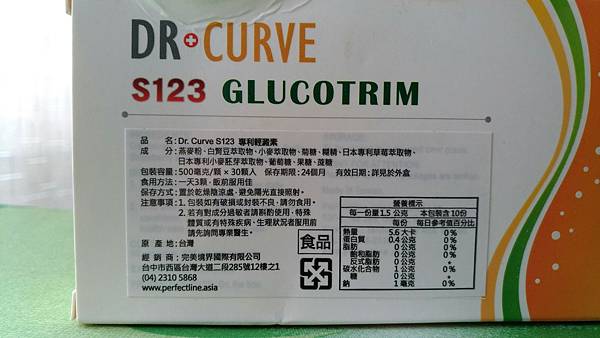 DR CURVE
S123 GLUCOTRIM
品 名:Dr. Curve S123 專利輕澱素
成 分:燕麥粉、白腎豆萃取物、小麥萃取物、菊糖、糊精、日本專利草莓萃取物、
日本專利小麥胚芽萃取物、葡萄糖、果糖、蔗糖
包裝容量:500毫克/顆 × 30顆入 保存期限:24個月 有效日期:詳見於外盒
食用方法:一天3顆,飯前服用佳
保存方式:置於乾燥陰涼處,避免陽光直接照射。
注意事項:1. 包裝如有破損或封裝不良,請勿食用。
2. 若有對成分過敏者請斟酌使用、特殊
體質或有特殊疾病、生理狀況者服用前
請先詢問專業醫生。
原 產 地:台灣
經 銷 商:完美境界國際有限公司
台中市西區台灣大道二段285號12樓之1
(04) 2310 5868
www.perfectline.asia
食品
營養標示
每一份量1.5 公克 本包裝含10份
每份 每日參考值百分比
熱量 5.6大卡 0%
蛋白質 0.4公克 0%
脂肪 0公克 0%
飽和脂肪 0公克 0%
反式脂肪 0公克 *
碳水化合物 1公克 0%
糖 0公克 *
鈉 1毫克 0%